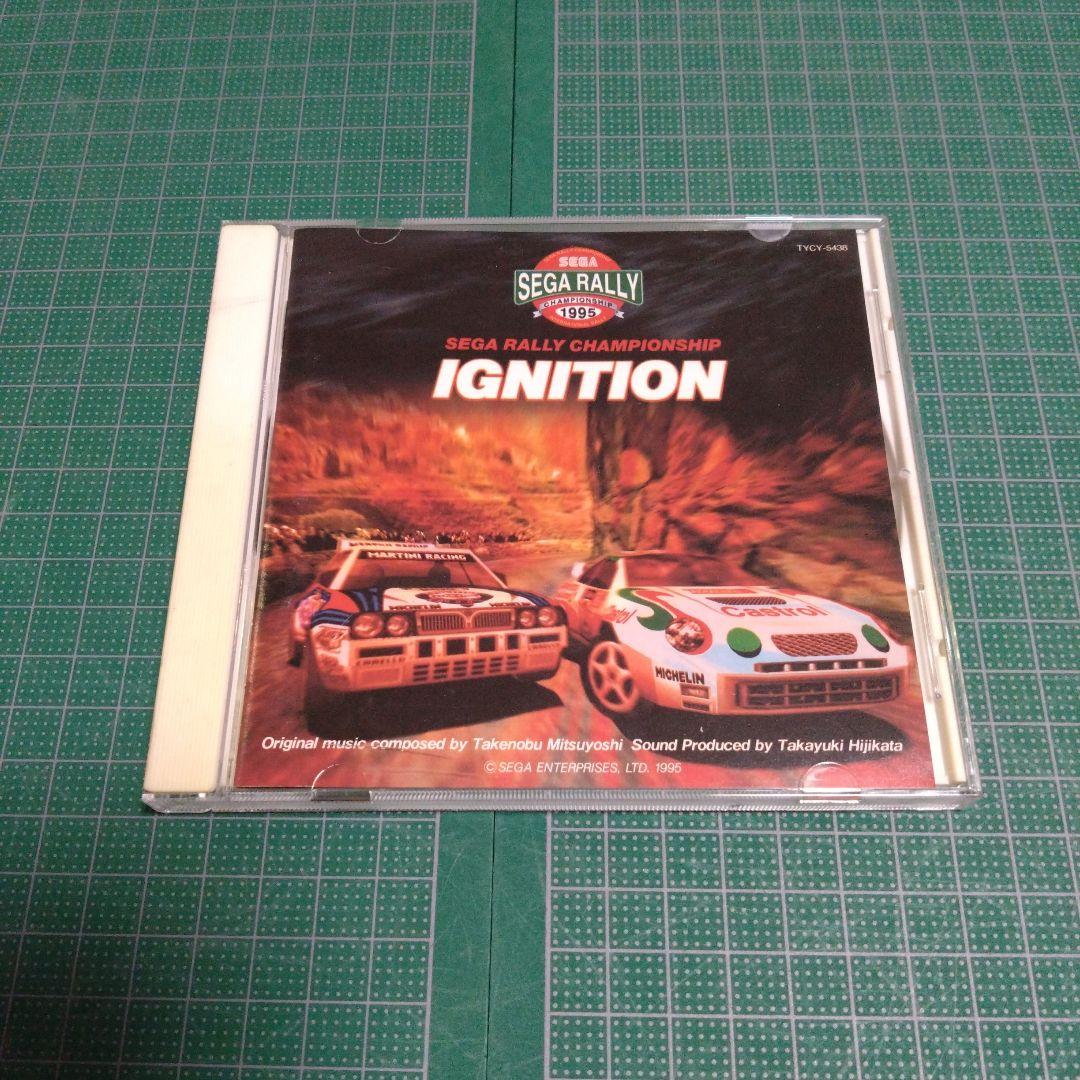 TYCY-5438
SEGA
SEGA RALLY
CHAMPIONSHIP
1995
SEGA RALLY CHAMPIONSHIP
IGNITION
MARTINI RACING
MICHELIN
Castrol
MICHELIN
Original music composed by Takenobu Mitsuyoshi Sound Produced by Takayuki Hijikata
© SEGA ENTERPRISES, LTD. 1995